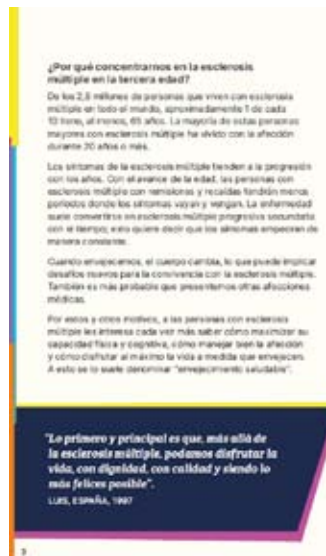 ¿Por qué concentrarnos en la esclerosis
múltiple en la tercera edad?
De los 2,8 millones de personas que viven con esclerosis
múltiple en todo el mundo, aproximadamente 1 de cada
10 tiene, al menos, 65 años. La mayoría de estas personas
mayores con esclerosis múltiple ha vivido con la afección
durante 20 años o más.
Los síntomas de la esclerosis múltiple tienden a la progresión
con los años. Con el avance de la edad, las personas con
esclerosis múltiple con remisiones y recaídas tendrán menos
períodos donde los síntomas vayan y vengan. La enfermedad
suele convertirse en esclerosis múltiple progresiva secundaria
con el tiempo; esto quiere decir que los síntomas empeoran de
manera constante.
Cuando envejecemos, el cuerpo cambia, lo que puede implicar
desafíos nuevos para la convivencia con la esclerosis múltiple.
También es más probable que presentemos otras afecciones
médicas.
Por estos y otros motivos, a las personas con esclerosis
múltiple les interesa cada vez más saber cómo maximizar su
capacidad física y cognitiva, cómo manejar bien la afección
y cómo disfrutar al máximo la vida a medida que envejecen.
A esto se lo suele denominar "envejecimiento saludable".
"Lo primero y principal es que, más allá de
la esclerosis múltiple, podamos disfrutar la
vida, con dignidad, con calidad y siendo lo
más felices posible".
LUIS, ESPAÑA, 1997